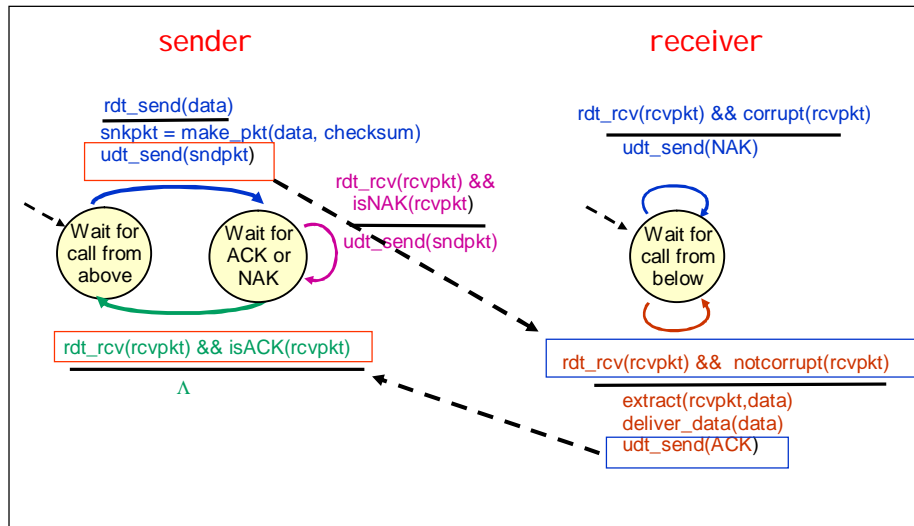 sender
receiver
rdt_send(data)
snkpkt = make_pkt(data, checksum)
udt_send(sndpkt)
rdt_rcv(rcvpkt) && corrupt(rcvpkt)
udt_send(NAK)
rdt_rcv(rcvpkt) &&
isNAK(rcvpkt)
udt_send(sndpkt)
Wait for
call from
above
Wait for
ACK or
NAK
Wait for
call from
below
rdt_rcv(rcvpkt) && isACK(rcvpkt)
Λ
rdt_rcv(rcvpkt) && notcorrupt(rcvpkt)
extract(rcvpkt,data)
deliver_data(data)
udt_send(ACK)